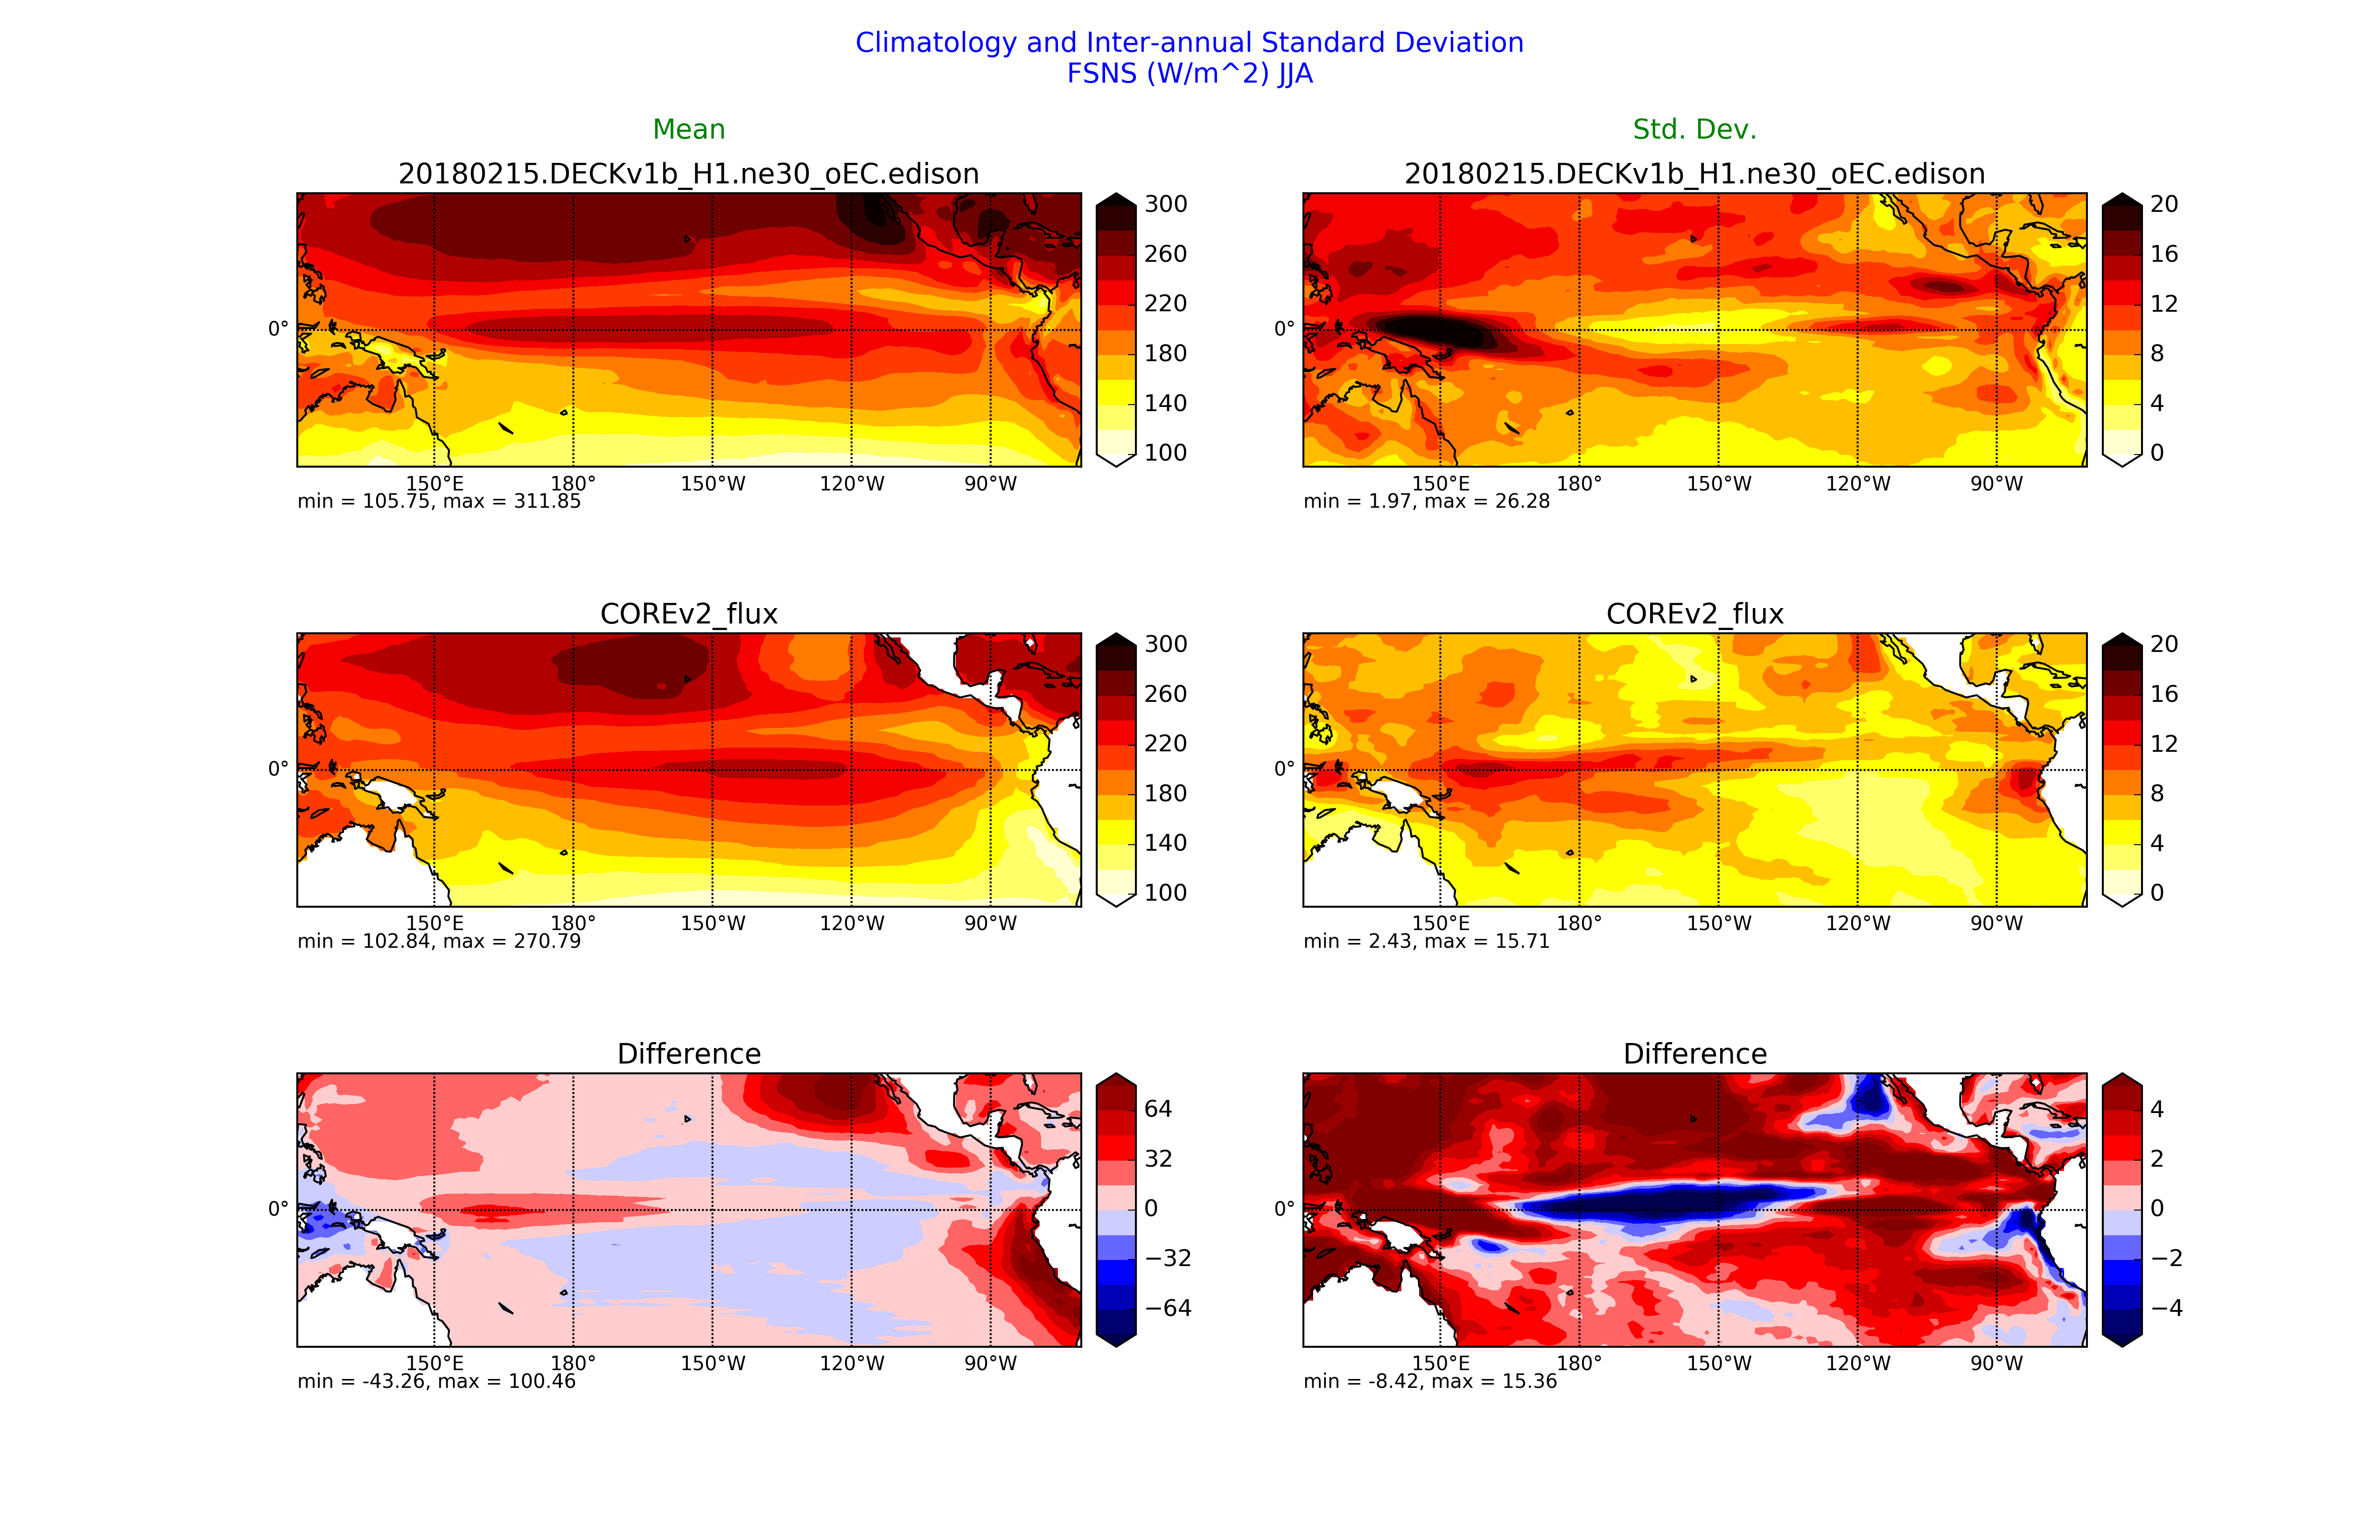 Climatology and Inter-annual Standard Deviation
FSNS (W/m^2) JJA
Mean
Std. Dev.
20180215.DECKv1b_H1.ne30_oEC.edison
300
260
220
180
140
100
0°
150°E 180° 150°W 120°W 90°W
min = 105.75, max = 311.85
20180215.DECKv1b_H1.ne30_oEC.edison
20
16
12
8
4
0
0°
150°E 180° 150°W 120°W 90°W
min = 1.97, max = 26.28
COREv2_flux
300
260
220
180
140
100
0°
150°E 180° 150°W 120°W 90°W
min = 102.84, max = 270.79
COREv2_flux
20
16
12
8
4
0
0°
150°E 180° 150°W 120°W 90°W
min = 2.43, max = 15.71
Difference
64
32
0
−32
−64
0°
150°E 180° 150°W 120°W 90°W
min = -43.26, max = 100.46
Difference
4
2
0
−2
−4
0°
150°E 180° 150°W 120°W 90°W
min = -8.42, max = 15.36